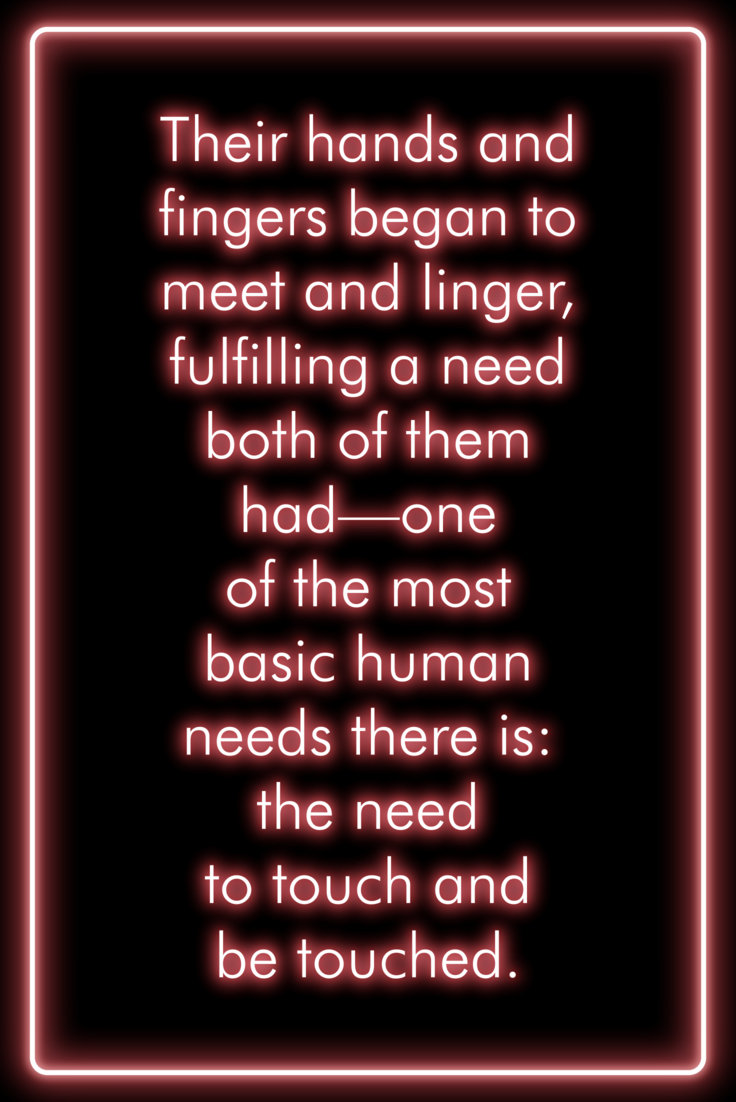 Their hands and
fingers began to
meet and linger,
fulfilling a need
both of them
had—one
of the most
basic human
needs there is:
the need
to touch and
be touched.